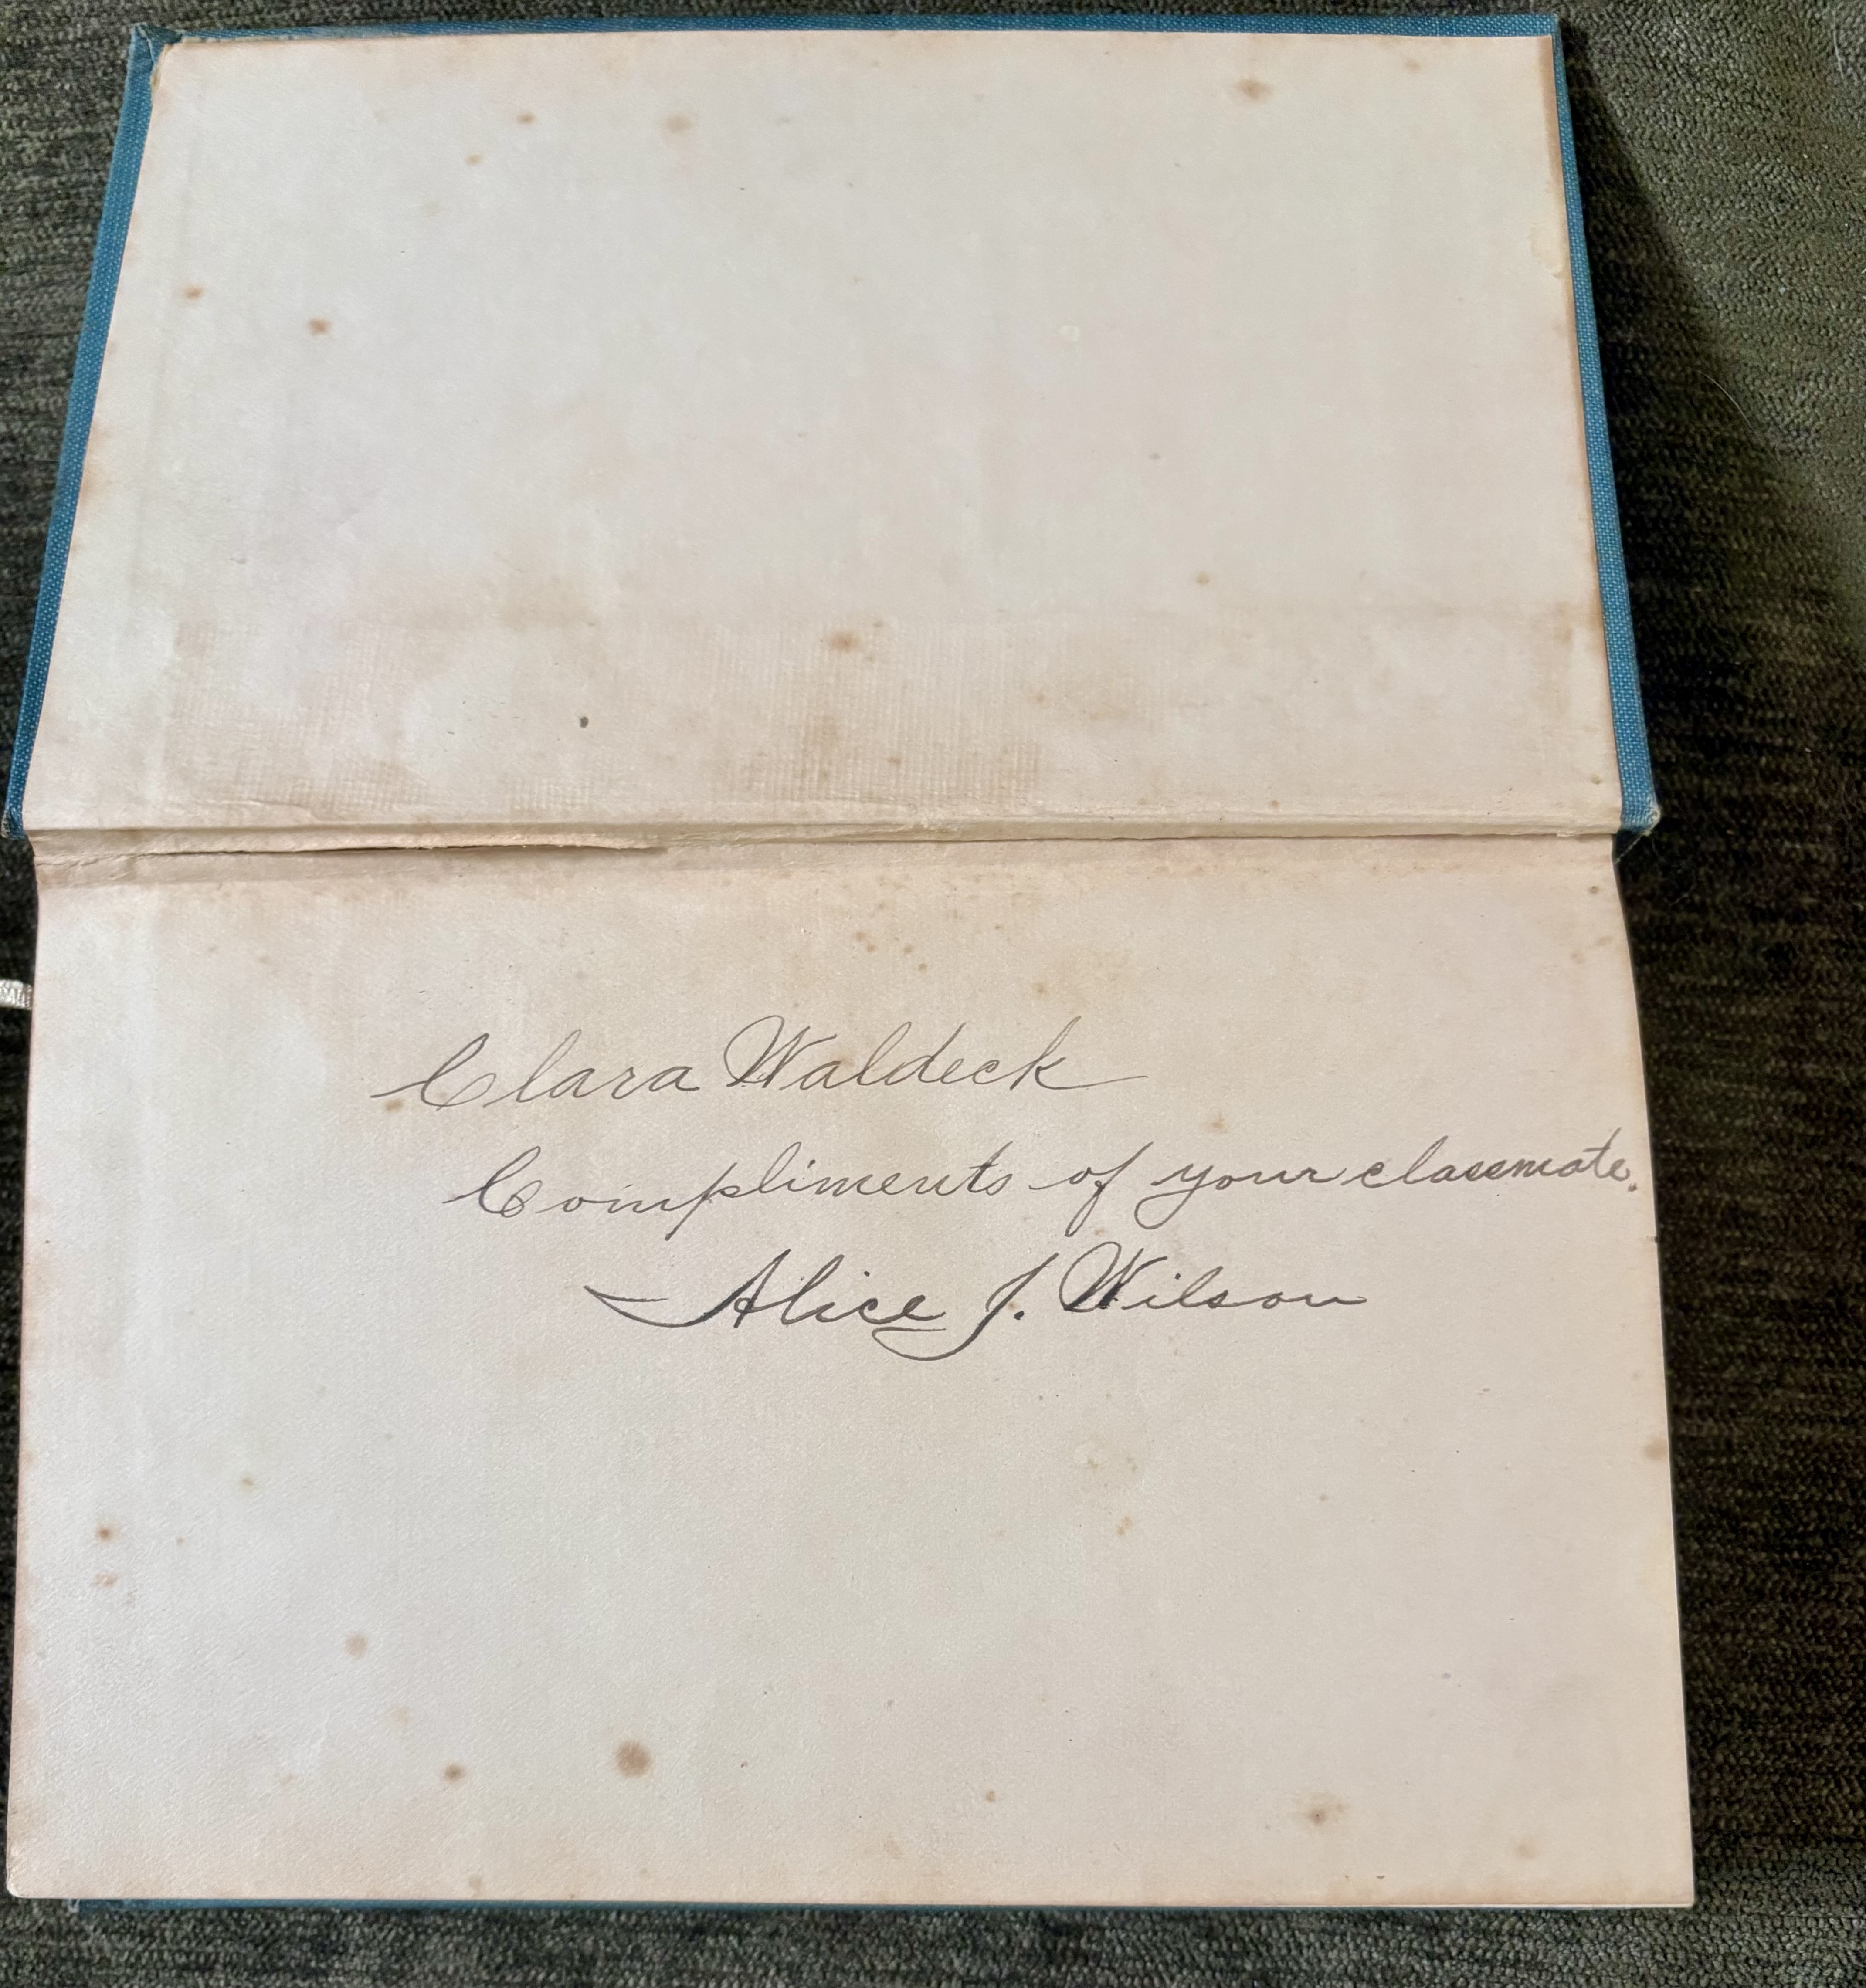 Clara Waldeck
Compliments of your classmate.
Alice J. Wilson